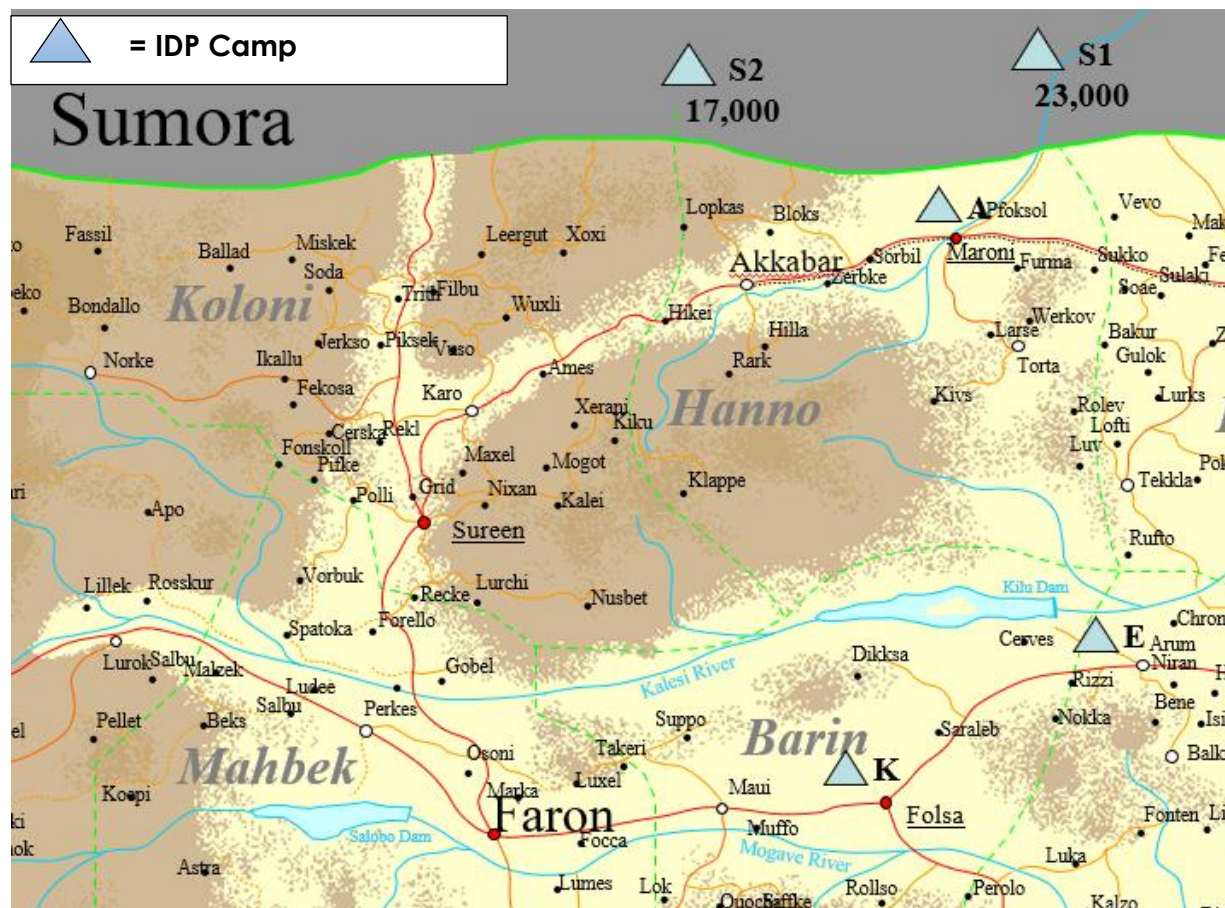 = IDP Camp
Sumora
S2
17,000
S1
23,000
A
Pfoksol
Vevo
Lopkas
Bloks
Fassil
Ballad
Miskek
Leergut
Xoxi
Soda
Akkabar
Sorbil
Maroni
Furma
Sukko
Sulaki
Zerbke
Soae
Koloni
Filbu
Wuxli
Bondallo
Hikei
Hilla
Werkov
Larse
Bakur
Jerkso
Piksek
Vuso
Norke
Ikallu
Rark
Torta
Gulok
Ames
Fekosa
Karo
Hanno
Kivs
Lurks
Xerani
Rolev
Cerska
Rekl
Kiku
Lofti
Fonskoll
Luv
Pifke
Maxel
Mogot
Klappe
Tekkla
Polli
Grid
Nixan
Kalei
Apo
Sureen
Rufto
Lillek
Rosskur
Vorbuk
Recke
Lurchi
Nusbet
Kilu Dam
Spatoka
Forello
Cerves
E
Arum
Niran
Lurok
Salbu
Malzek
Gobel
Kalesi River
Dikksa
Rizzi
Ludee
Salbu
Perkes
Pellet
Beks
Suppo
Barin
Saraleb
Nokka
Bene
Mahbek
Osoni
Takeri
Luxel
K
Koopi
Marka
Maui
Faron
Folsa
Salobo Dam
Focca
Muffo
Mogave River
Fonten
Astra
Luka
Lumes
Lok
Rollso
Perolo
Kalzo